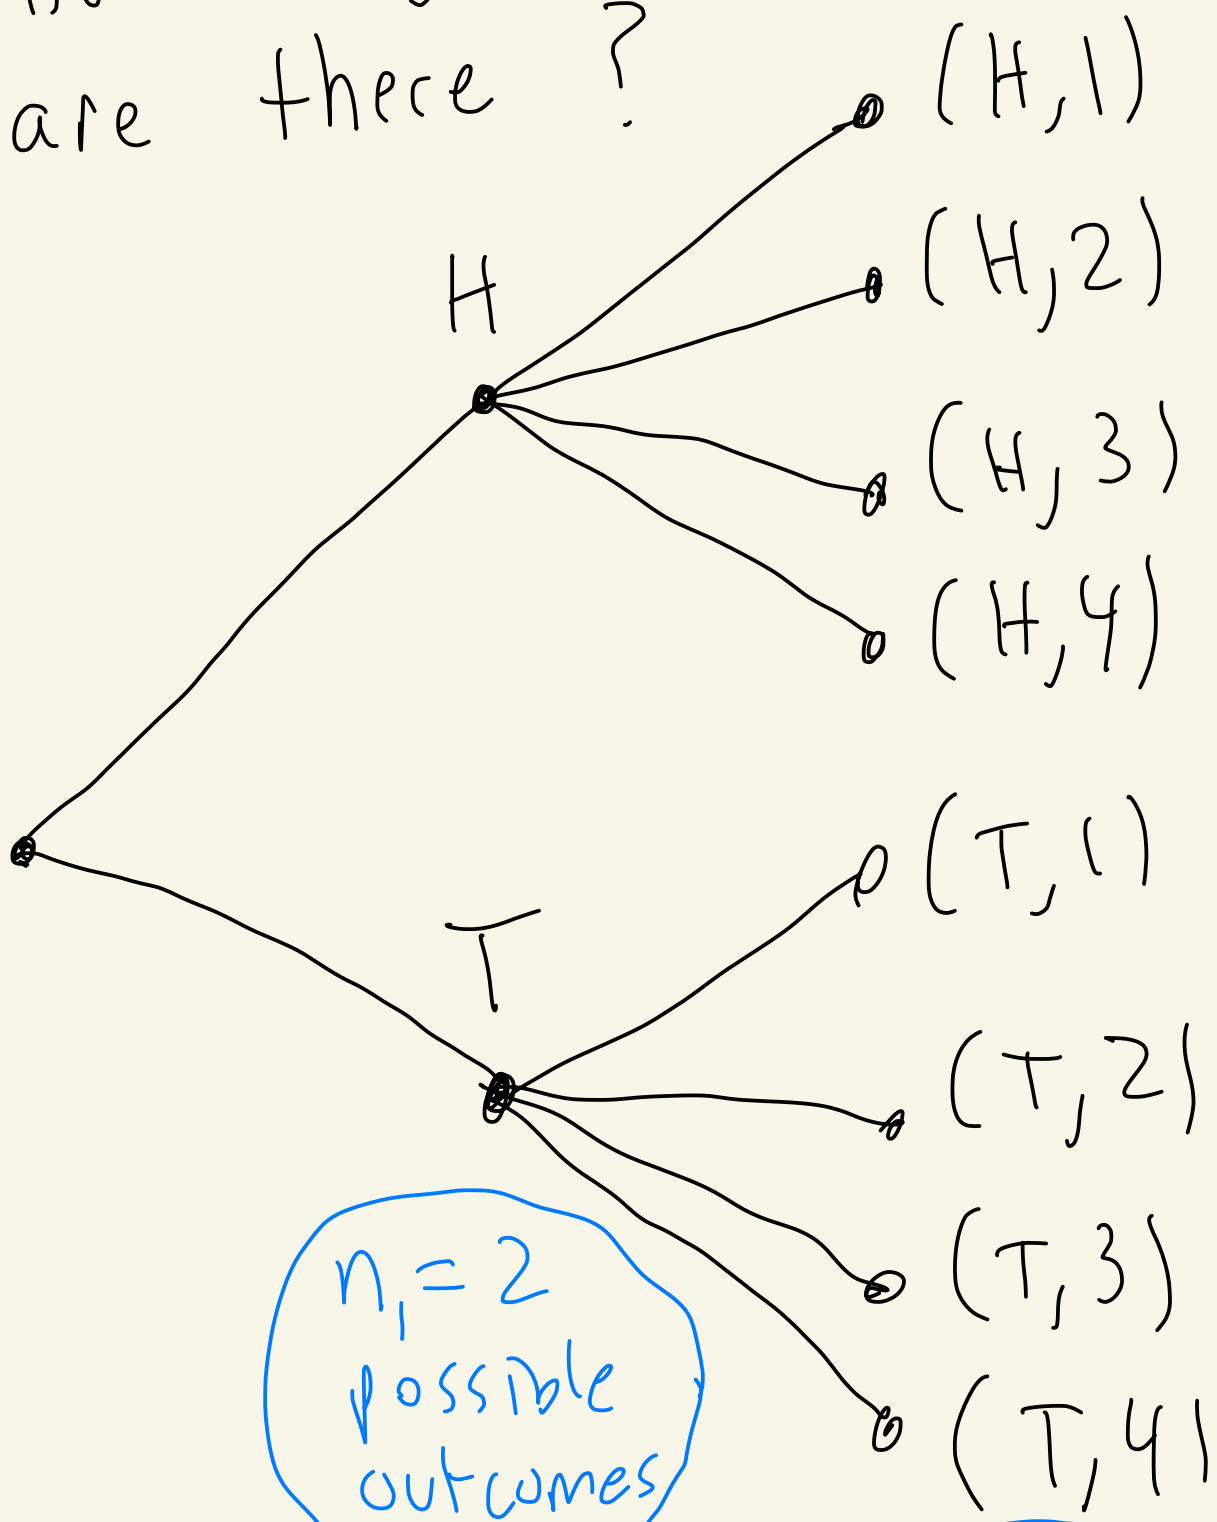 are there ?
(H,1)
(H,2)
H
(H,3)
(H,4)
(T,1)
T
(T,2)
(T,3)
(T,4)
n₁ = 2
possible
outcomes